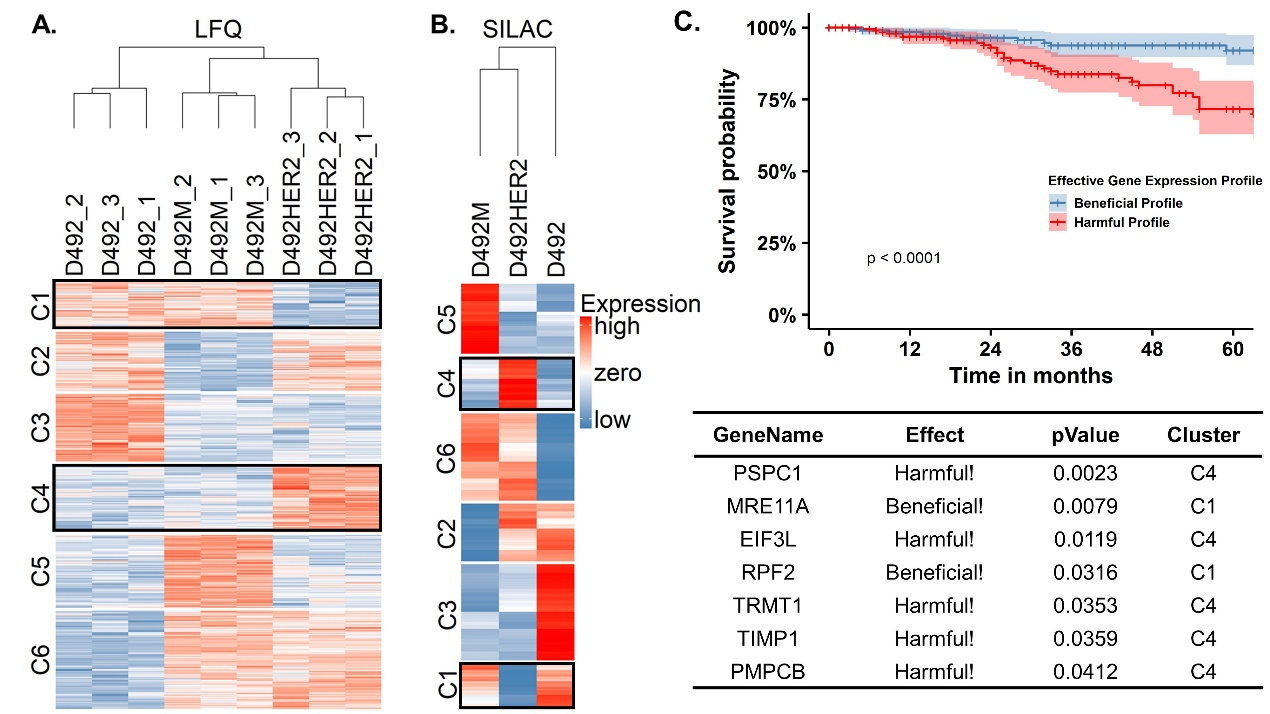 A.
LFQ
D492_2
D492_3
D492_1
D492M_2
D492M_1
D492M_3
D492HER2_3
D492HER2_2
D492HER2_1
C1
C2
C3
C4
C5
C6
B.
SILAC
D492M
D492HER2
D492
C5
C4
C6
C2
C3
C1
Expression
high
zero
low
C.
Survival probability
100%
75%
50%
25%
0%
Effective Gene Expression Profile
Beneficial Profile
Harmful Profile
p < 0.0001
0 12 24 36 48 60
Time in months
GeneName Effect pValue Cluster
PSPC1 Harmful! 0.0023 C4
MRE11A Beneficial! 0.0079 C1
EIF3L Harmful! 0.0119 C4
RPF2 Beneficial! 0.0316 C1
TRMT1 Harmful! 0.0353 C4
TIMP1 Harmful! 0.0359 C4
PMPCB Harmful! 0.0412 C4